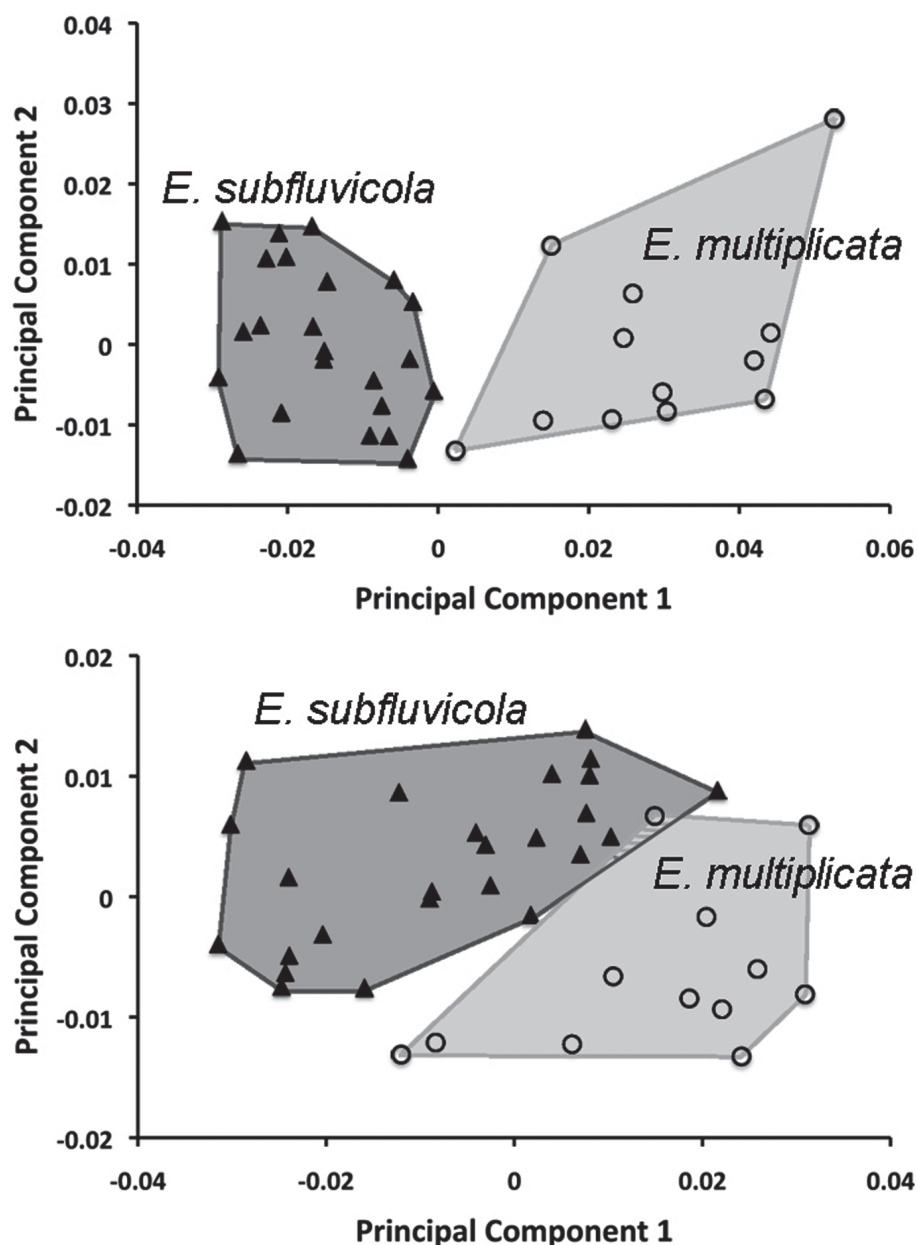 0.04
0.03
0.02
0.01
0
-0.01
-0.02
Principal Component 2
E. subfluvicola
E. multiplicata
-0.04 -0.02 0 0.02 0.04 0.06
Principal Component 1
0.02
0.01
0
-0.01
-0.02
Principal Component 2
E. subfluvicola
E. multiplicata
-0.04 -0.02 0 0.02 0.04
Principal Component 1